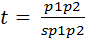 t = p1p2 / sp1p2